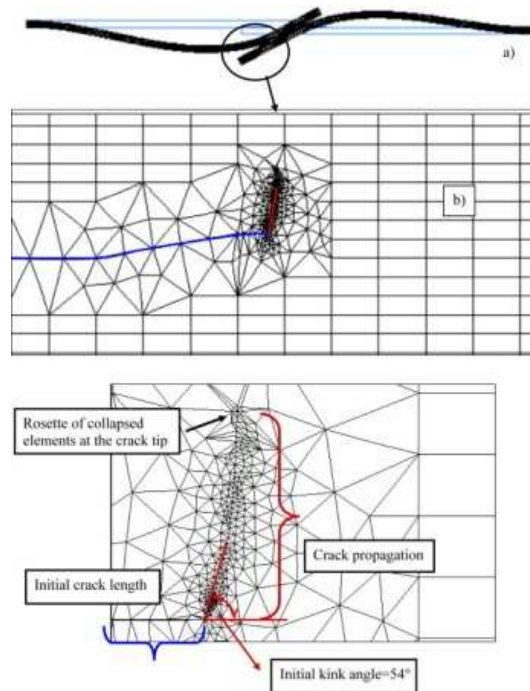 a)
b)
Rosette of collapsed
elements at the crack tip
Crack propagation
Initial crack length
Initial kink angle=54°